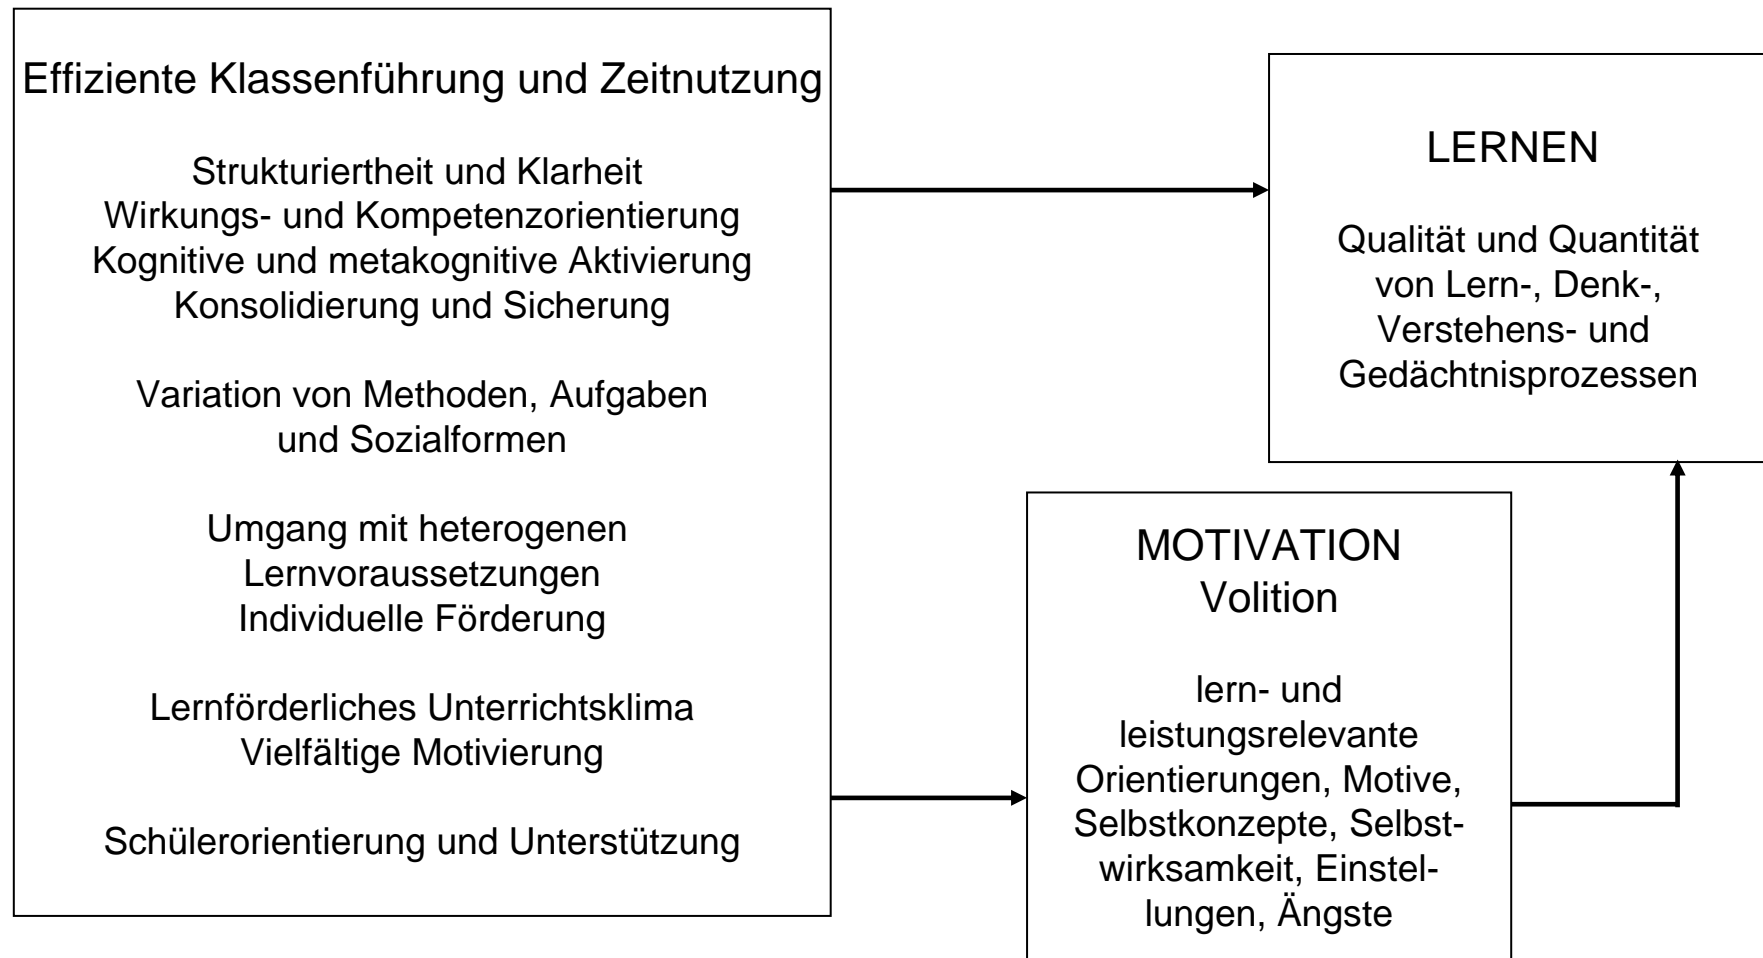 Effiziente Klassenführung und Zeitnutzung
Strukturiertheit und Klarheit
Wirkungs- und Kompetenzorientierung
Kognitive und metakognitive Aktivierung
Konsolidierung und Sicherung
Variation von Methoden, Aufgaben
und Sozialformen
Umgang mit heterogenen
Lernvoraussetzungen
Individuelle Förderung
Lernförderliches Unterrichtsklima
Vielfältige Motivierung
Schülerorientierung und Unterstützung
LERNEN
Qualität und Quantität
von Lern-, Denk-,
Verstehens- und
Gedächtnisprozessen
MOTIVATION
Volition
lern- und
leistungsrelevante
Orientierungen, Motive,
Selbstkonzepte, Selbst-
wirksamkeit, Einstel-
lungen, Ängste